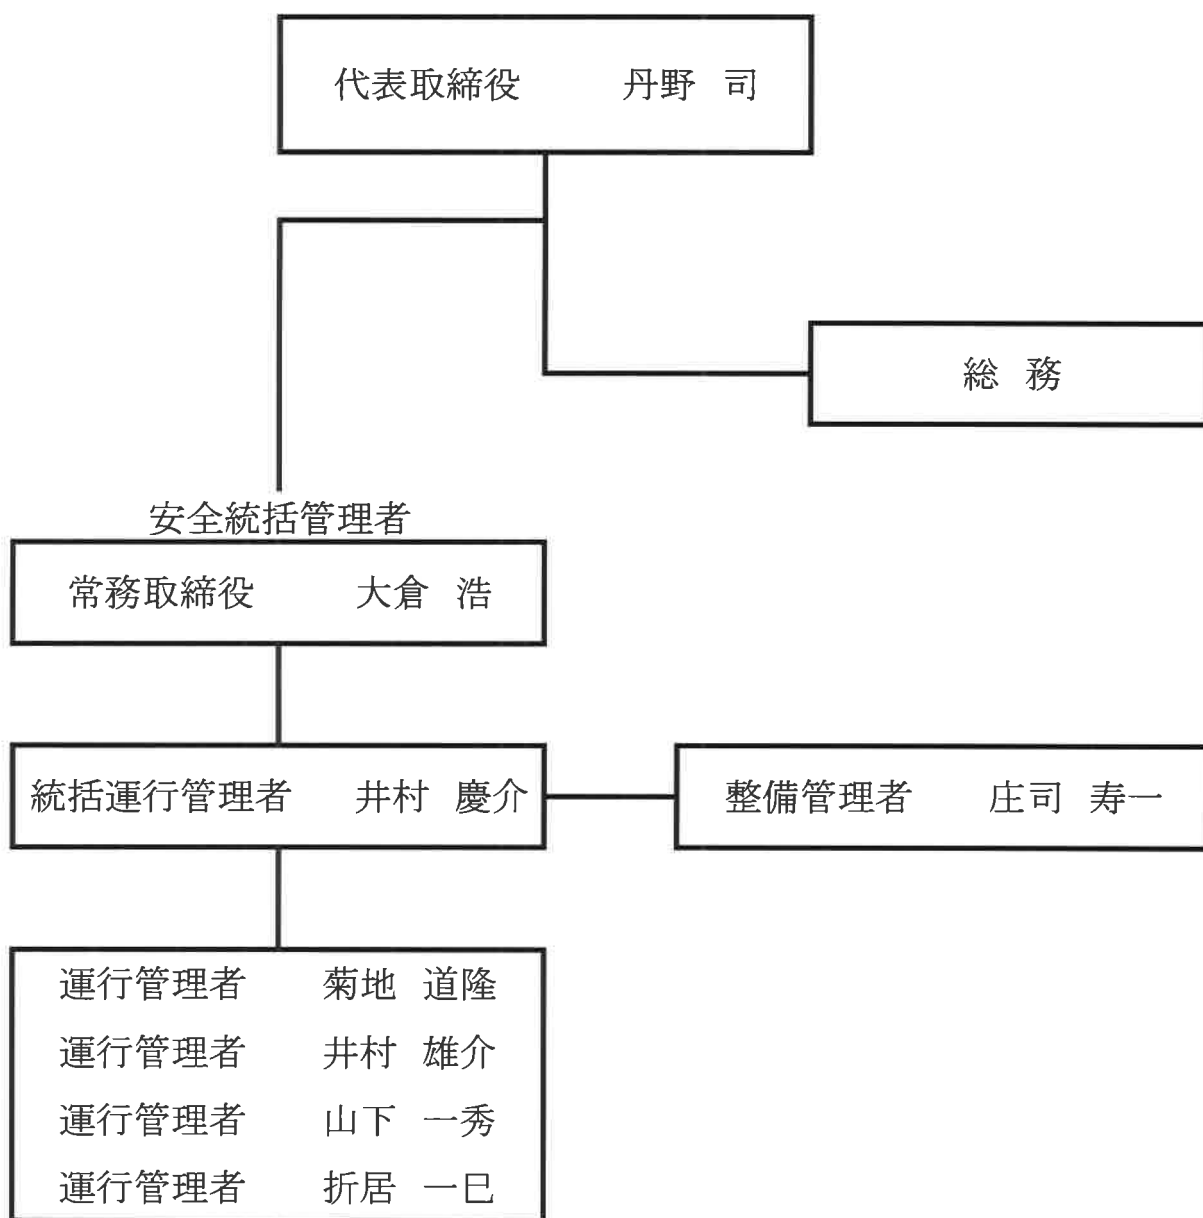 代表取締役 丹野 司
総 務
安全統括管理者
常務取締役 大倉 浩
統括運行管理者 井村 慶介
整備管理者 庄司 寿一
運行管理者 菊地 道隆
運行管理者 井村 雄介
運行管理者 山下 一秀
運行管理者 折居 一巳